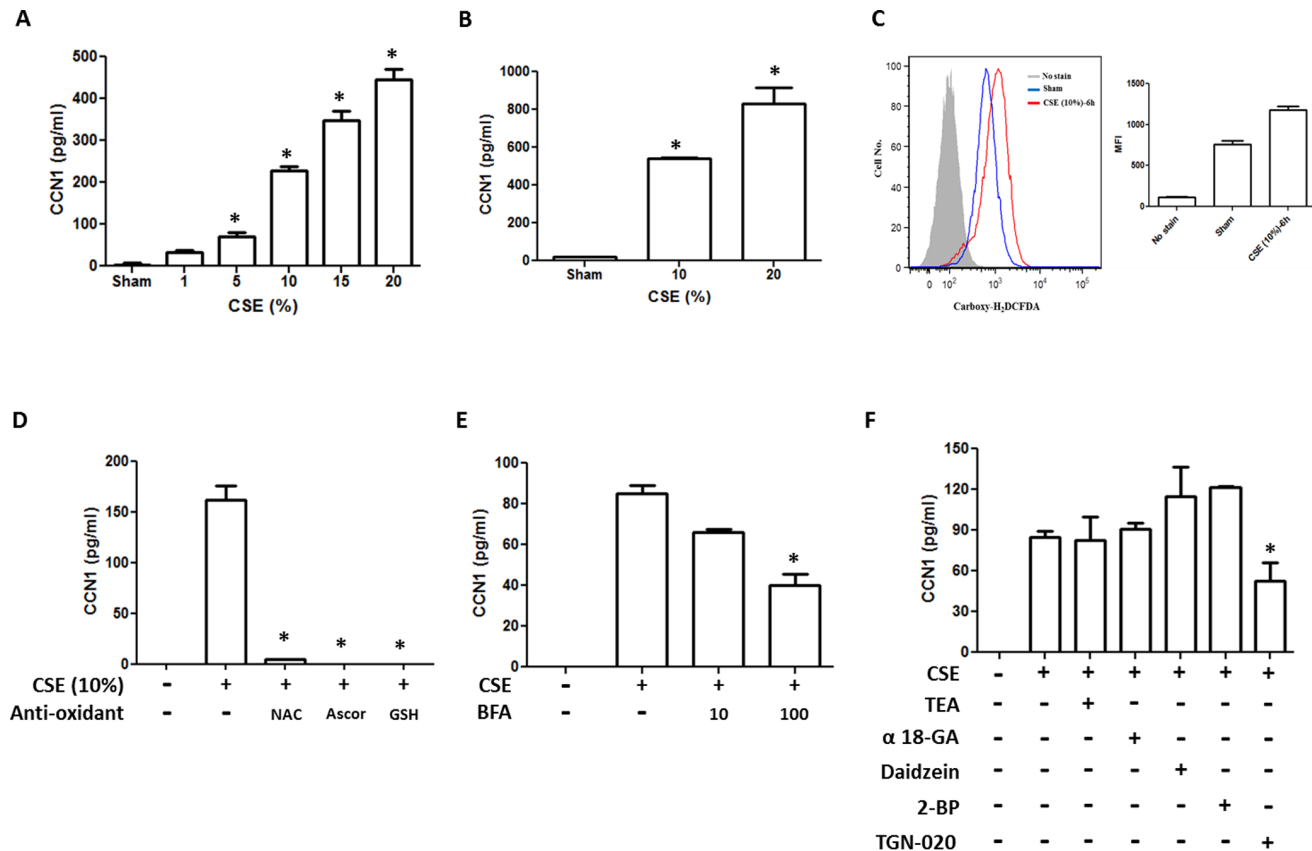 A
CCN1 (pg/ml)
500
400
300
200
100
0
*
*
*
*
Sham 1 5 10 15 20
CSE (%)
B
CCN1 (pg/ml)
1000
800
600
400
200
0
*
*
Sham 10 20
CSE (%)
C
Cell No.
100
80
60
40
20
0
No stain
Sham
CSE (10%)-6h
0 10² 10³ 10⁴ 10⁵
Carboxy-H₂DCFDA
MFI
1500
1000
500
0
No stain
Sham
CSE (10%)-6h
D
CCN1 (pg/ml)
200
150
100
50
0
* * *
CSE (10%) - + + + +
Anti-oxidant - - NAC Ascor GSH
E
CCN1 (pg/ml)
100
80
60
40
20
0
*
CSE - + + +
BFA - - 10 100
F
CCN1 (pg/ml)
150
120
90
60
30
0
*
CSE - + + + + + +
TEA - - + - - - -
α 18-GA - - - + - - -
Daidzein - - - - + - -
2-BP - - - - - + -
TGN-020 - - - - - - +